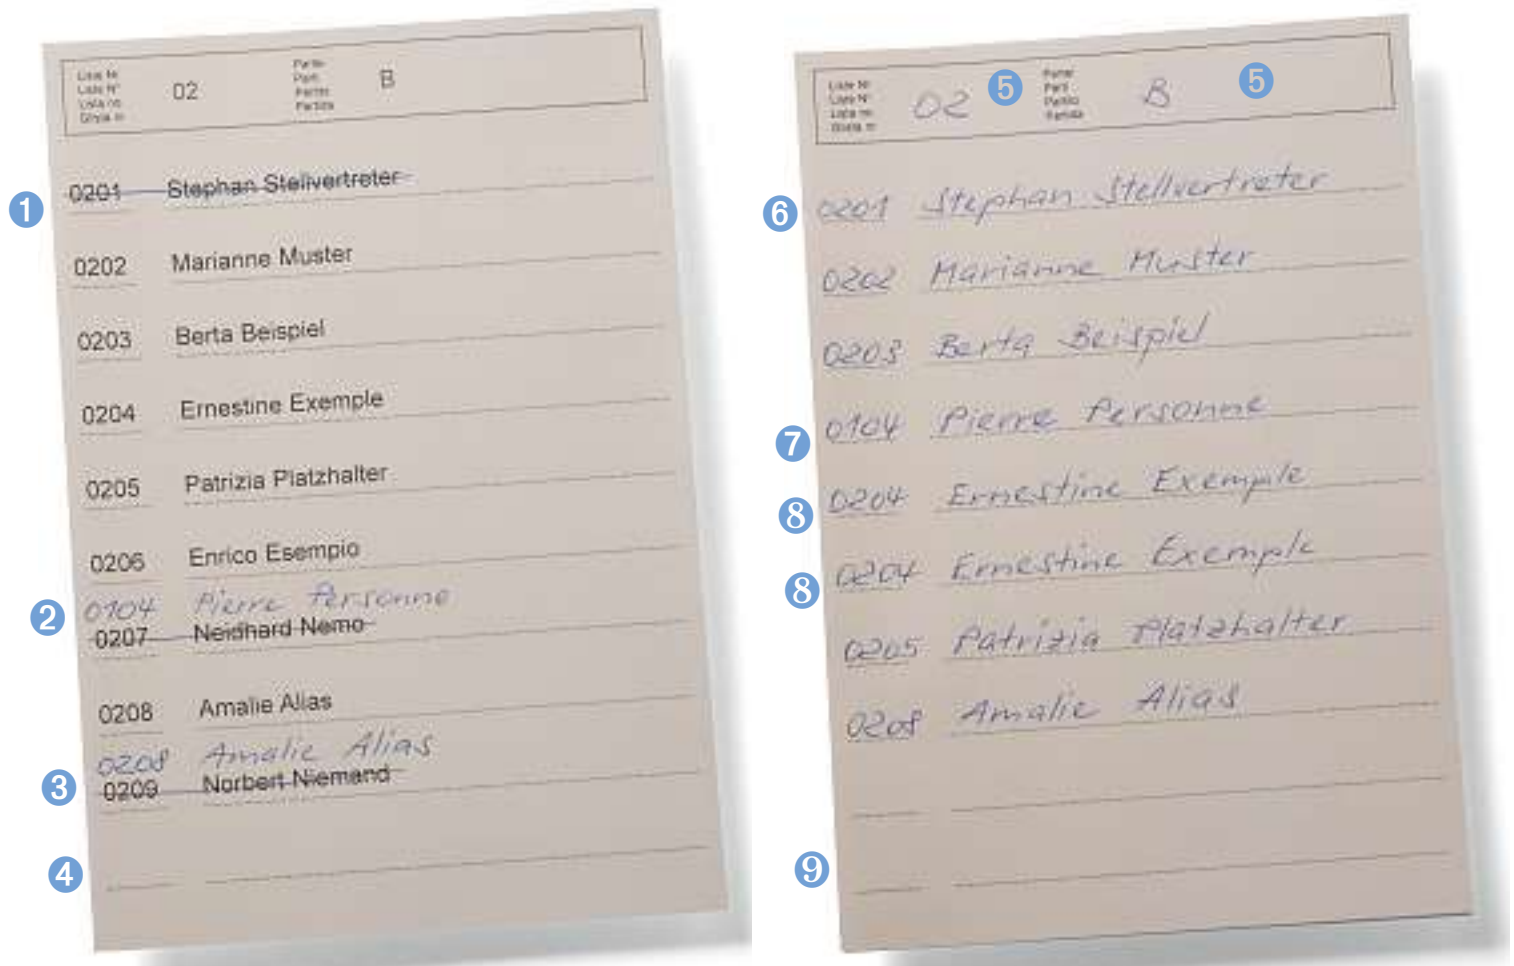 Liste Nr.
Liste N°
Lista no.
Glista nr.
02
Partei
Parti
Partito
Partida
B
1
0201 Stephan Stellvertreter
0202 Marianne Muster
0203 Berta Beispiel
0204 Ernestine Exemple
0205 Patrizia Platzhalter
0206 Enrico Esempio
0104 Pierre Personne
2
0207 Neidhard Nemo
0208 Amalie Alias
0208 Amalie Alias
3
0209 Norbert Niemand
4
Liste Nr.
Liste N°
Lista no.
Glista nr.
02
5
Partei
Parti
Partito
Partida
B
5
6
0201 Stephan Stellvertreter
0202 Marianne Muster
0203 Berta Beispiel
7
0104 Pierre Personne
8
0204 Ernestine Exemple
8
0204 Ernestine Exemple
0205 Patrizia Platzhalter
0208 Amalie Alias
9